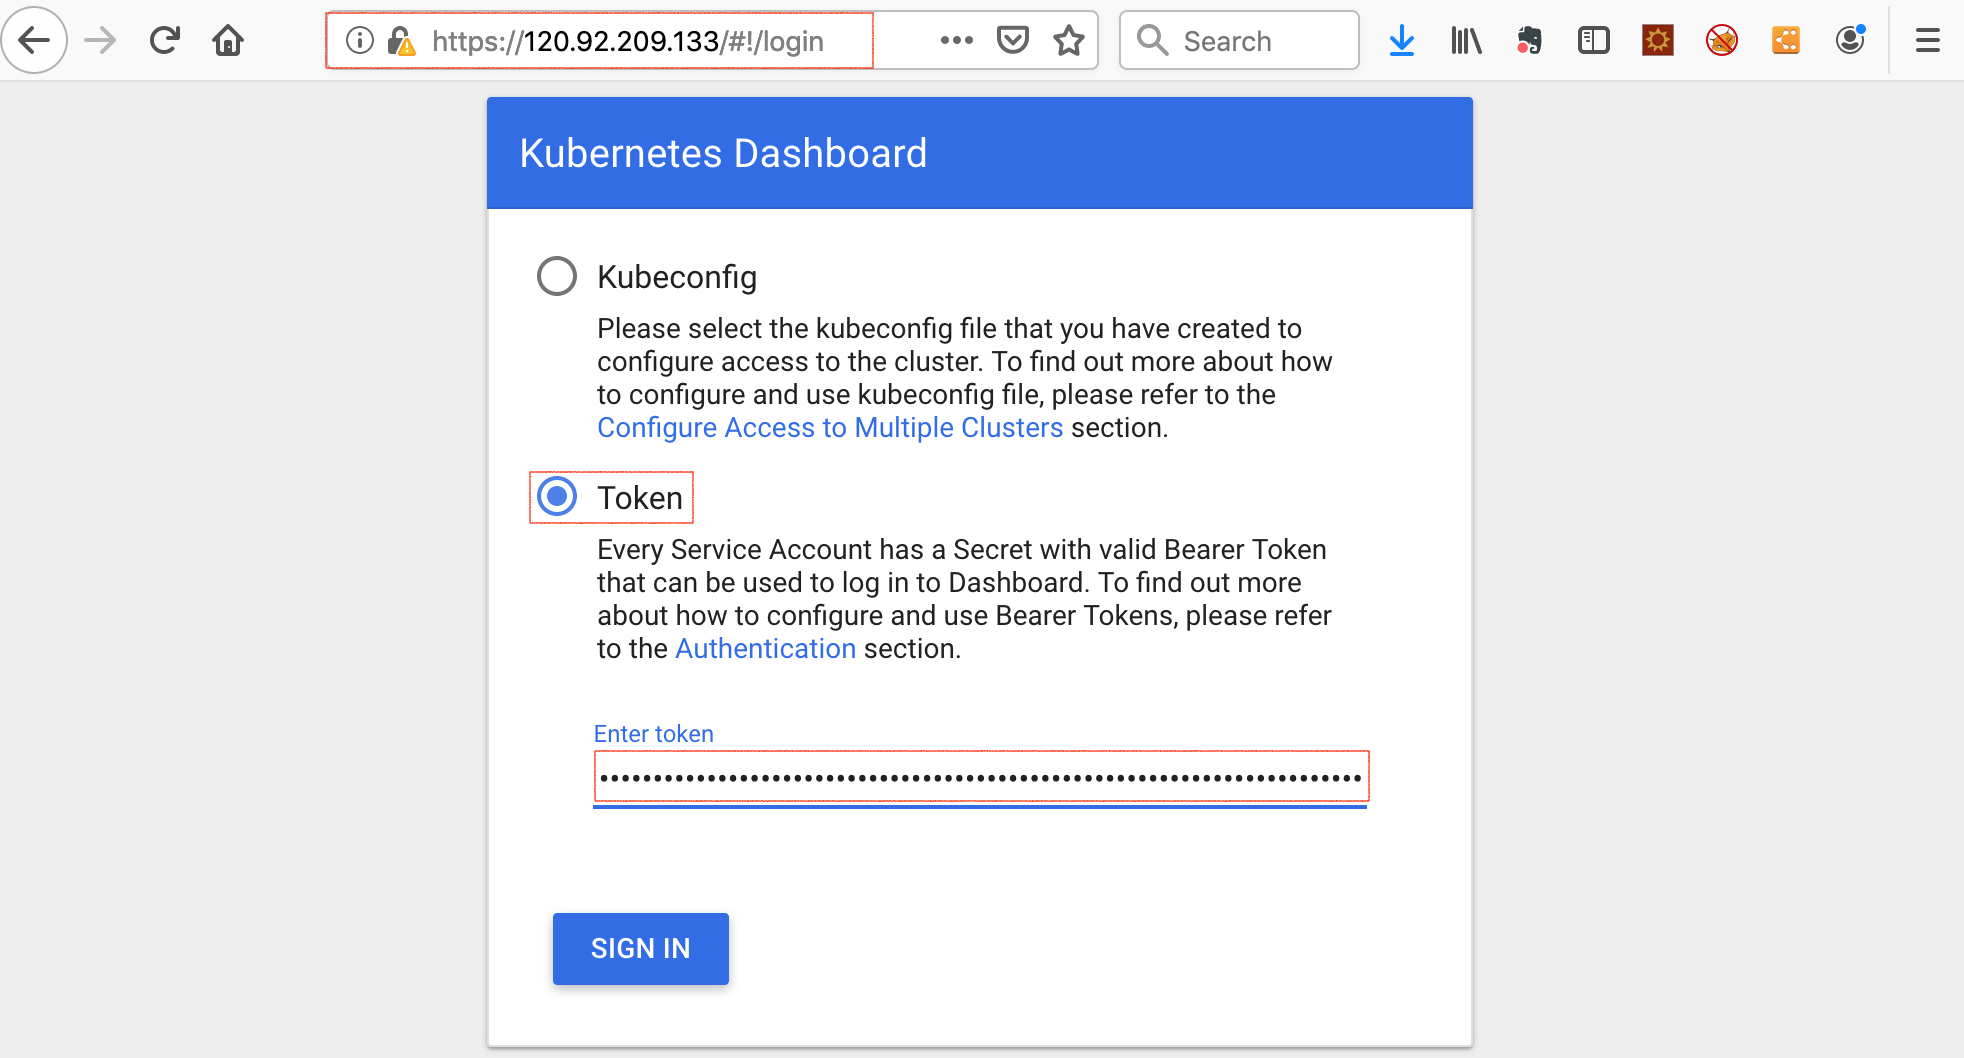 https://120.92.209.133/#!/login
Search
Kubernetes Dashboard
Kubeconfig
Please select the kubeconfig file that you have created to
configure access to the cluster. To find out more about how
to configure and use kubeconfig file, please refer to the
Configure Access to Multiple Clusters section.
Token
Every Service Account has a Secret with valid Bearer Token
that can be used to log in to Dashboard. To find out more
about how to configure and use Bearer Tokens, please refer
to the Authentication section.
Enter token
SIGN IN